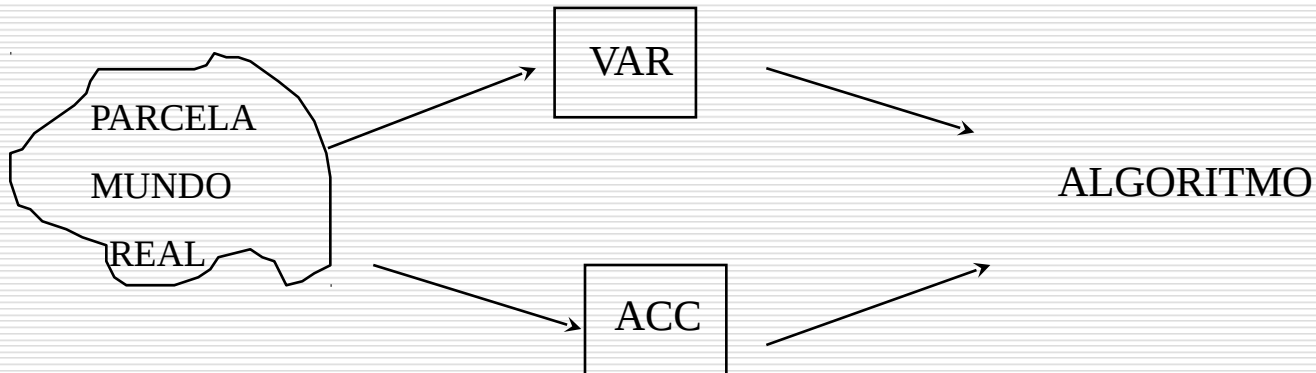 PARCELA
MUNDO
REAL
VAR
ACC
ALGORITMO